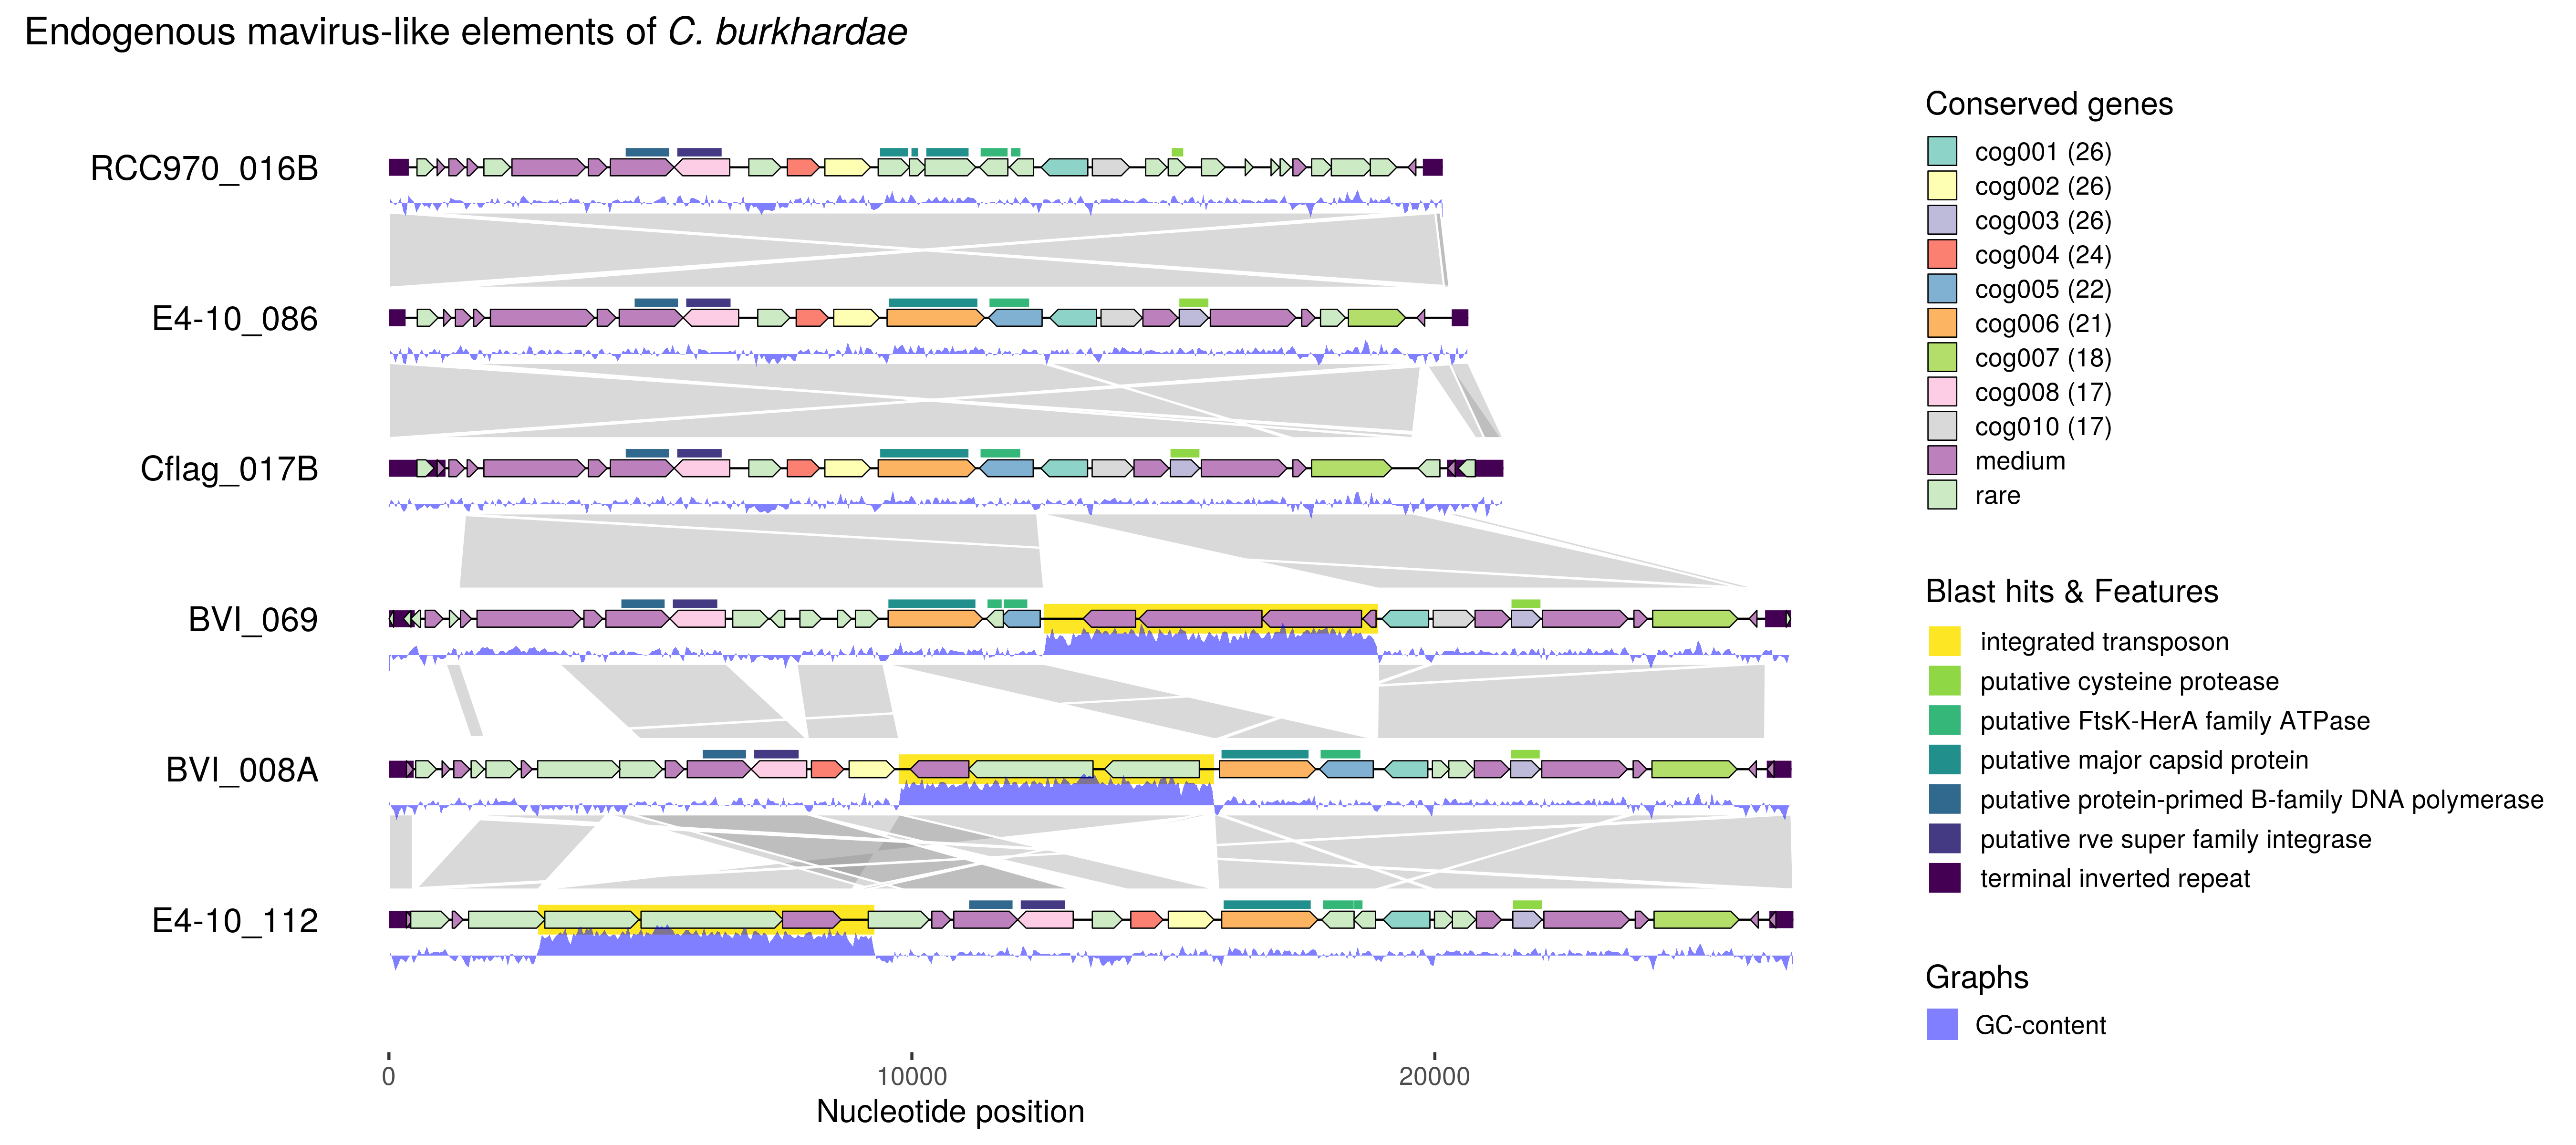 Endogenous mavirus-like elements of C. burkhardae
RCC970_016B
E4-10_086
Cflag_017B
BVI_069
BVI_008A
E4-10_112
0
10000
20000
Nucleotide position
Conserved genes
cog001 (26)
cog002 (26)
cog003 (26)
cog004 (24)
cog005 (22)
cog006 (21)
cog007 (18)
cog008 (17)
cog010 (17)
medium
rare
Blast hits & Features
integrated transposon
putative cysteine protease
putative FtsK-HerA family ATPase
putative major capsid protein
putative protein-primed B-family DNA polymerase
putative rve super family integrase
terminal inverted repeat
Graphs
GC-content